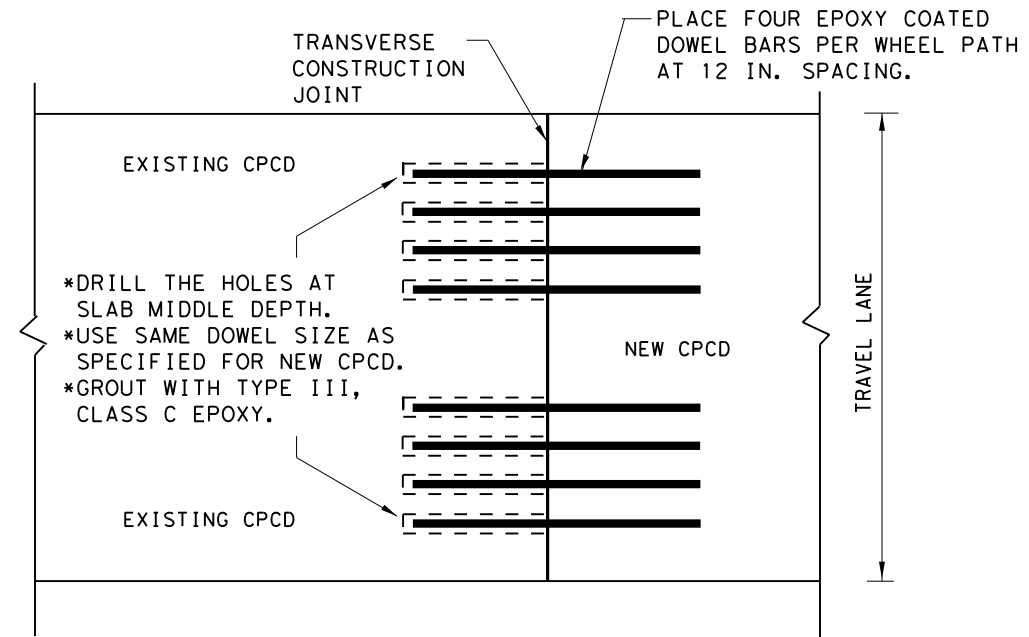 PLACE FOUR EPOXY COATED
DOWEL BARS PER WHEEL PATH
AT 12 IN. SPACING.
TRANSVERSE
CONSTRUCTION
JOINT
EXISTING CPCD
*DRILL THE HOLES AT
SLAB MIDDLE DEPTH.
*USE SAME DOWEL SIZE AS
SPECIFIED FOR NEW CPCD.
*GROUT WITH TYPE III,
CLASS C EPOXY.
NEW CPCD
TRAVEL LANE
EXISTING CPCD